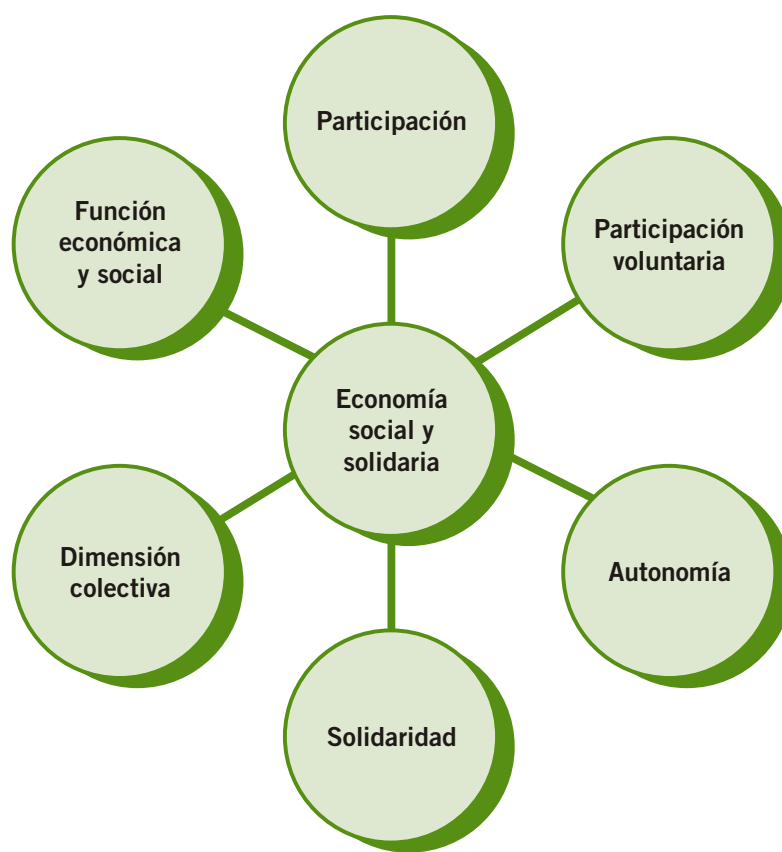 Participación
Función
económica
y social
Participación
voluntaria
Economía
social y
solidaria
Dimensión
colectiva
Autonomía
Solidaridad